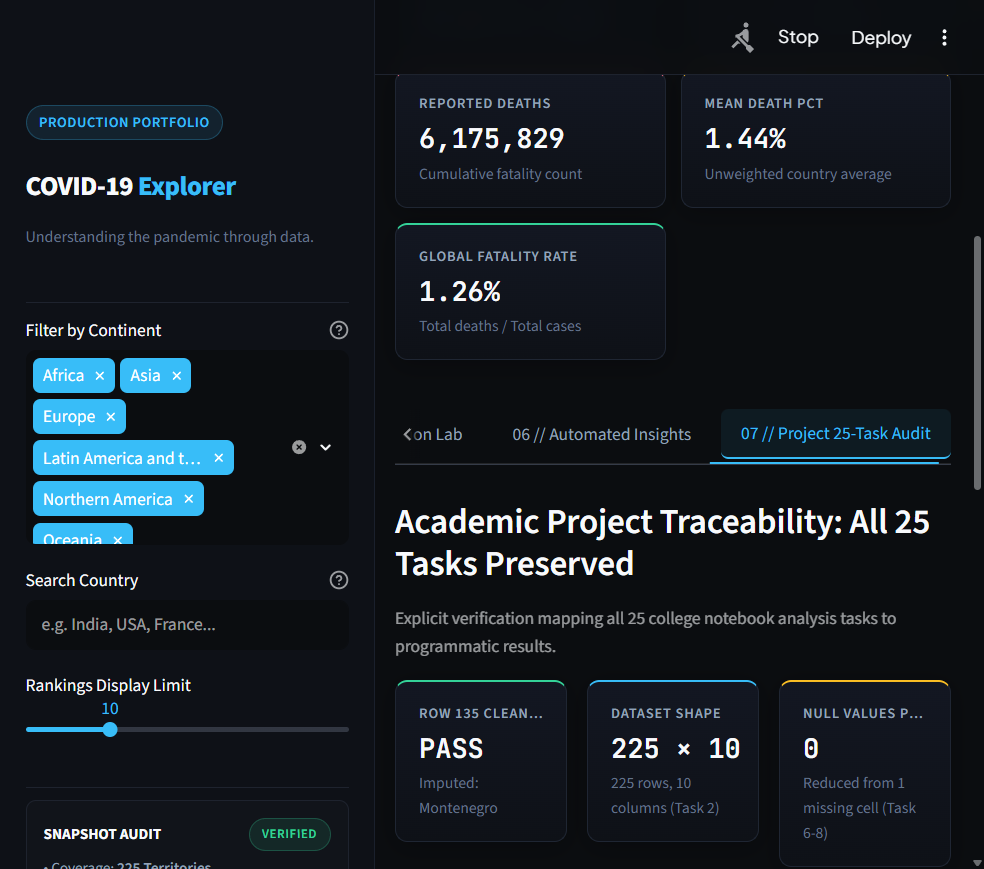 Stop
Deploy
PRODUCTION PORTFOLIO
COVID-19 Explorer
Understanding the pandemic through data.
Filter by Continent
Africa
Asia
Europe
Latin America and t...
Northern America
Oceania
Search Country
e.g. India, USA, France...
Rankings Display Limit
10
SNAPSHOT AUDIT
VERIFIED
• Coverage: 225 Territories
REPORTED DEATHS
6,175,829
Cumulative fatality count
MEAN DEATH PCT
1.44%
Unweighted country average
GLOBAL FATALITY RATE
1.26%
Total deaths / Total cases
on Lab
06 // Automated Insights
07 // Project 25-Task Audit
Academic Project Traceability: All 25
Tasks Preserved
Explicit verification mapping all 25 college notebook analysis tasks to
programmatic results.
ROW 135 CLEAN...
PASS
Imputed:
Montenegro
DATASET SHAPE
225 × 10
225 rows, 10
columns (Task 2)
NULL VALUES P...
0
Reduced from 1
missing cell (Task
6-8)